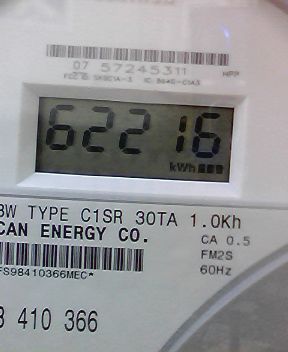 07 57245311
62216
kWh
3W TYPE C1SR 30TA 1.0Kh
CAN ENERGY CO.
CA 0.5
FM2S
60Hz
FS98410366MEC*
3 410 366